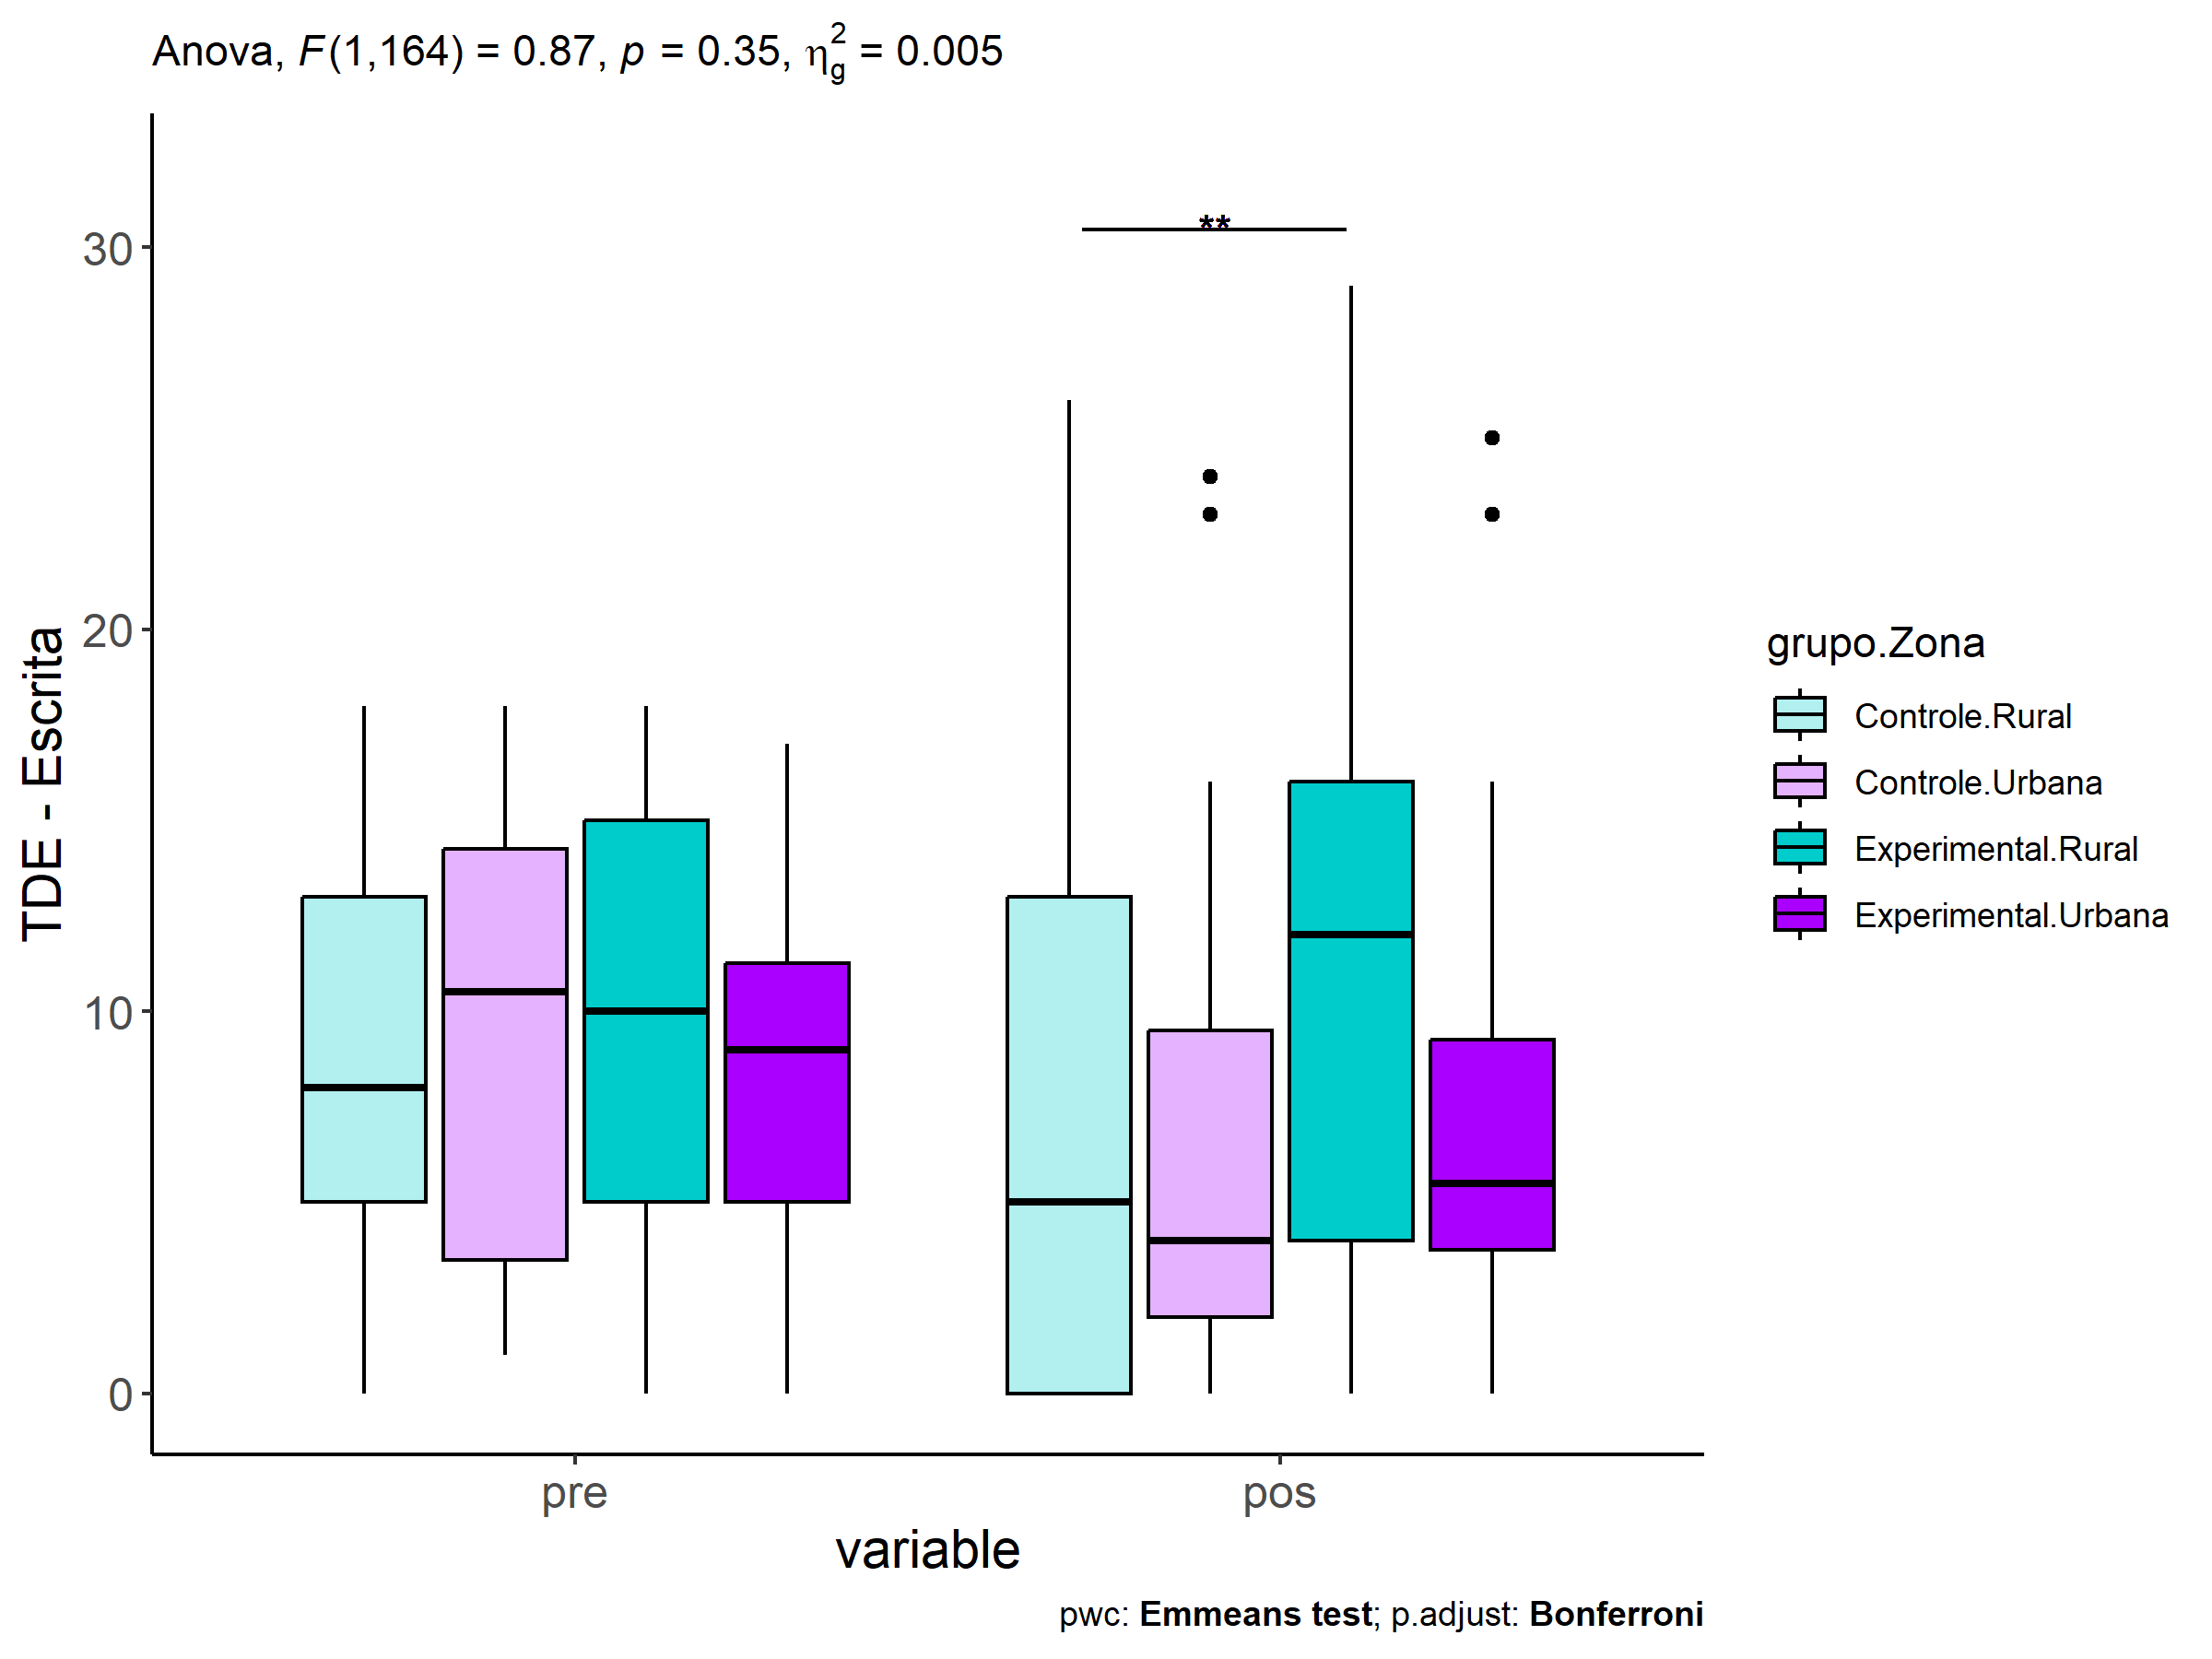 Anova, F(1,164) = 0.87, p = 0.35, η²g = 0.005
**
30
20
10
0
TDE - Escrita
pre
pos
variable
grupo.Zona
Controle.Rural
Controle.Urbana
Experimental.Rural
Experimental.Urbana
pwc: Emmeans test; p.adjust: Bonferroni